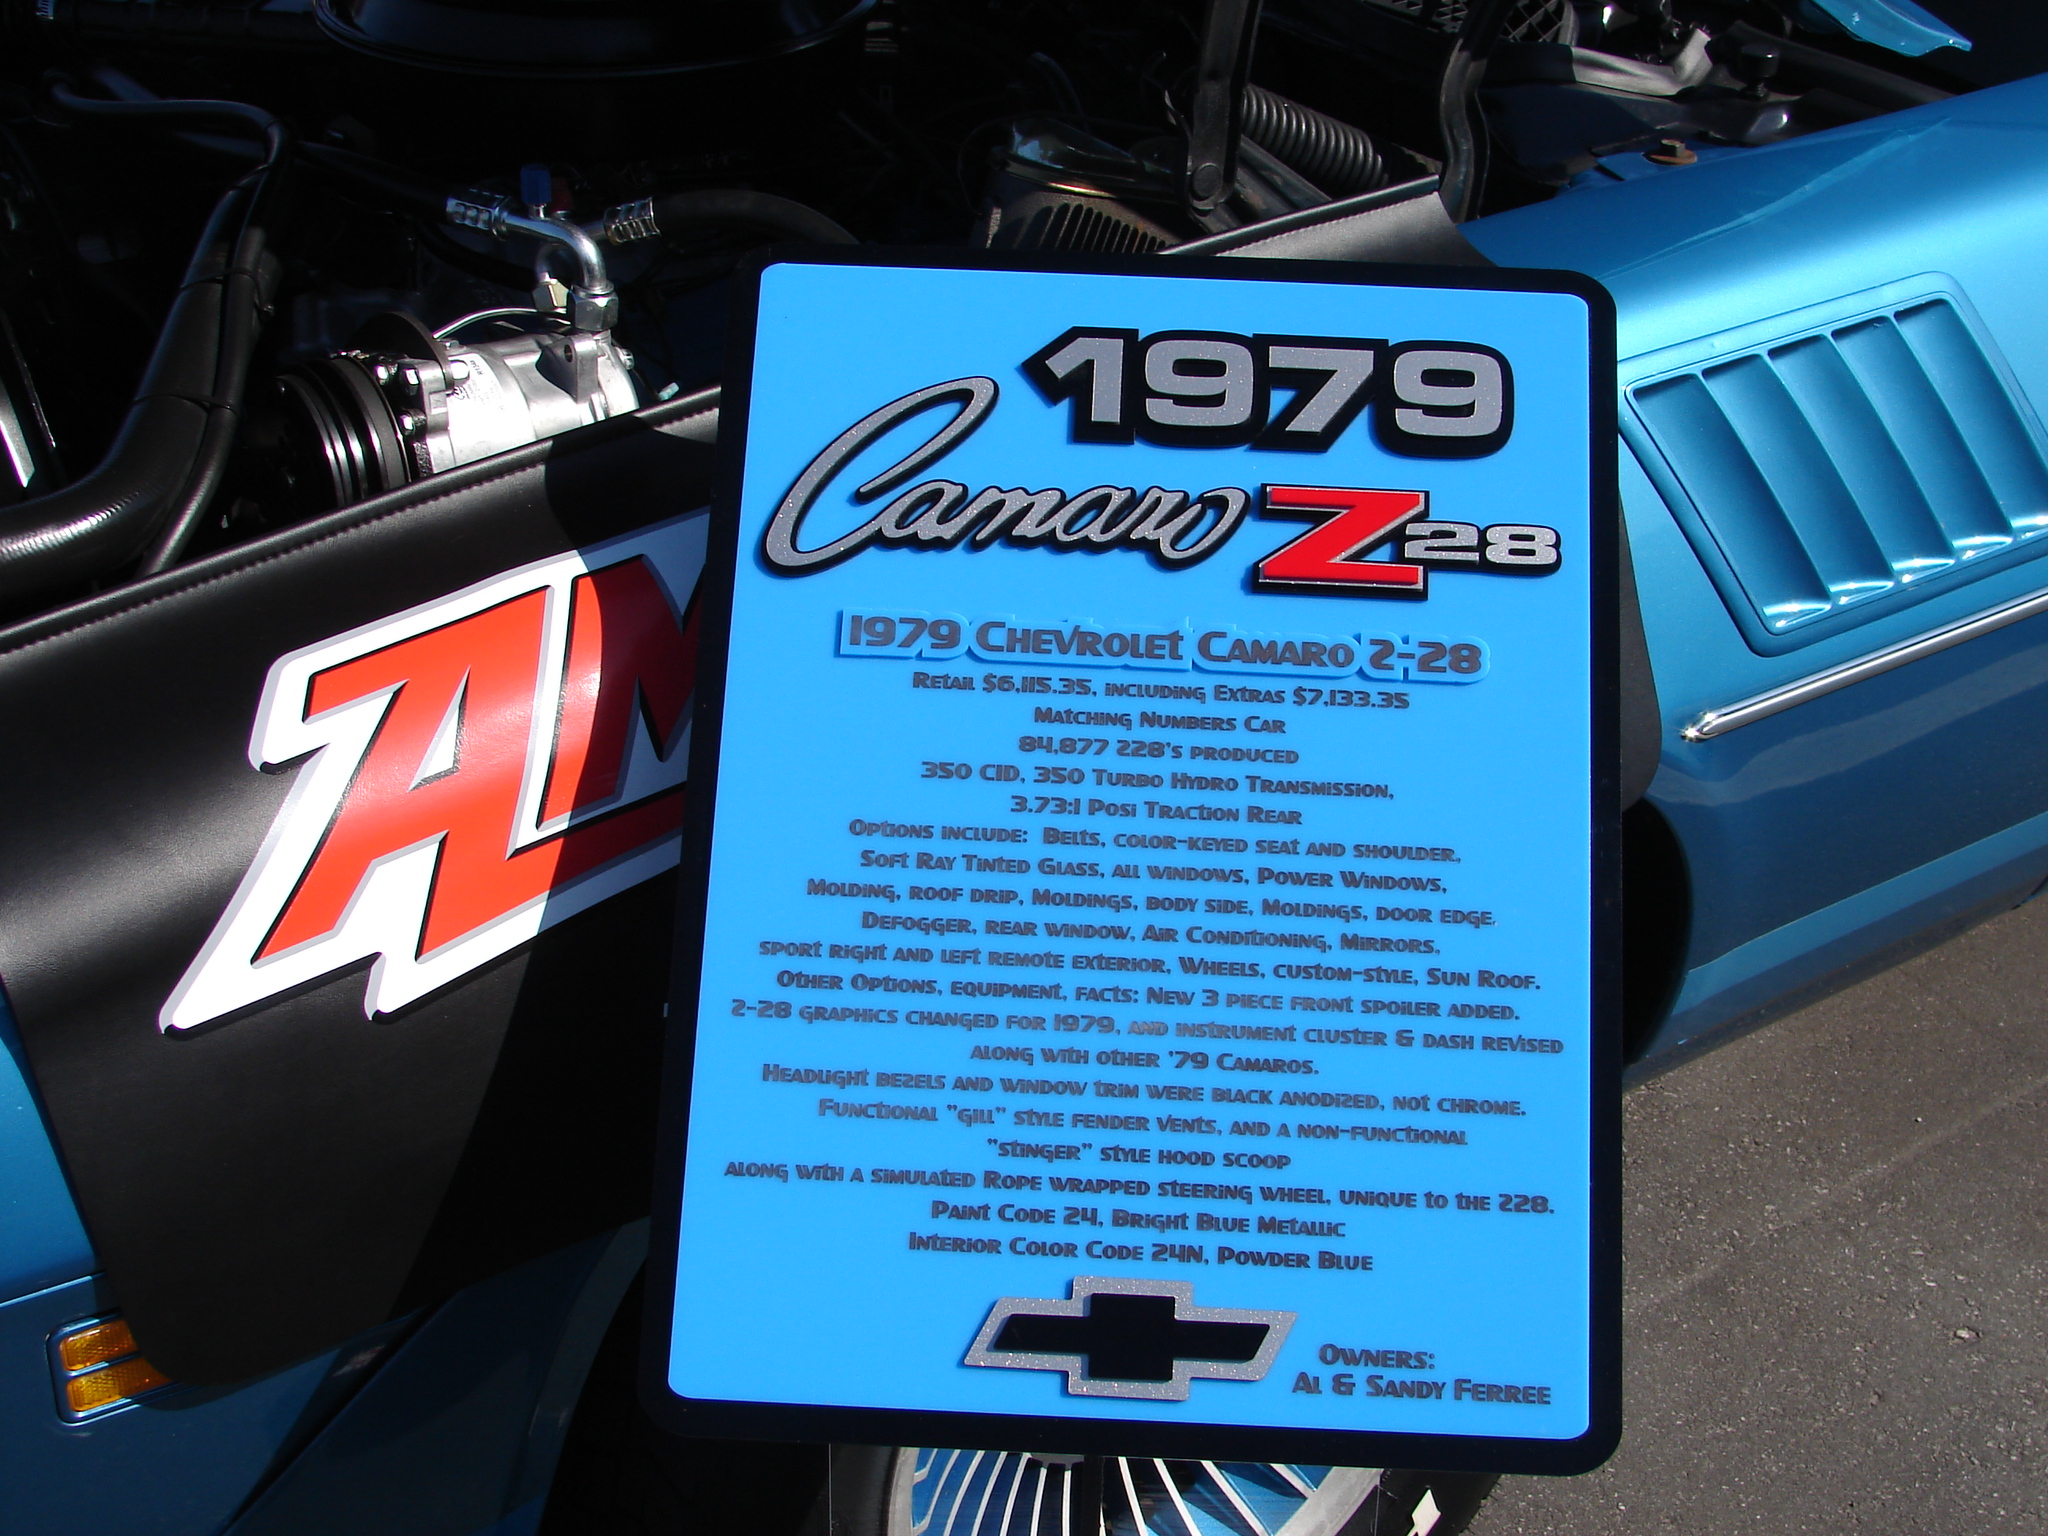 1979
Camaro Z28
1979 Chevrolet Camaro Z-28
Retail $6,115.35, including Extras $7,133.35
Matching Numbers Car
84,877 Z28's produced
350 CID, 350 Turbo Hydro Transmission,
3.73:1 Posi Traction Rear
Options include: Belts, color-keyed seat and shoulder,
Soft Ray Tinted Glass, all windows, Power Windows,
Molding, roof drip, Moldings, body side, Moldings, door edge,
Defogger, rear window, Air Conditioning, Mirrors,
sport right and left remote exterior, Wheels, custom-style, Sun Roof.
Other Options, equipment, facts: New 3 piece front spoiler added.
Z-28 graphics changed for 1979, and instrument cluster & dash revised
along with other '79 Camaros.
Headlight bezels and window trim were black anodized, not chrome.
Functional "gill" style fender vents, and a non-functional
"stinger" style hood scoop
along with a simulated Rope wrapped steering wheel, unique to the Z28.
Paint Code 24, Bright Blue Metallic
Interior Color Code 24N, Powder Blue
Owners:
Al & Sandy Ferree
AM